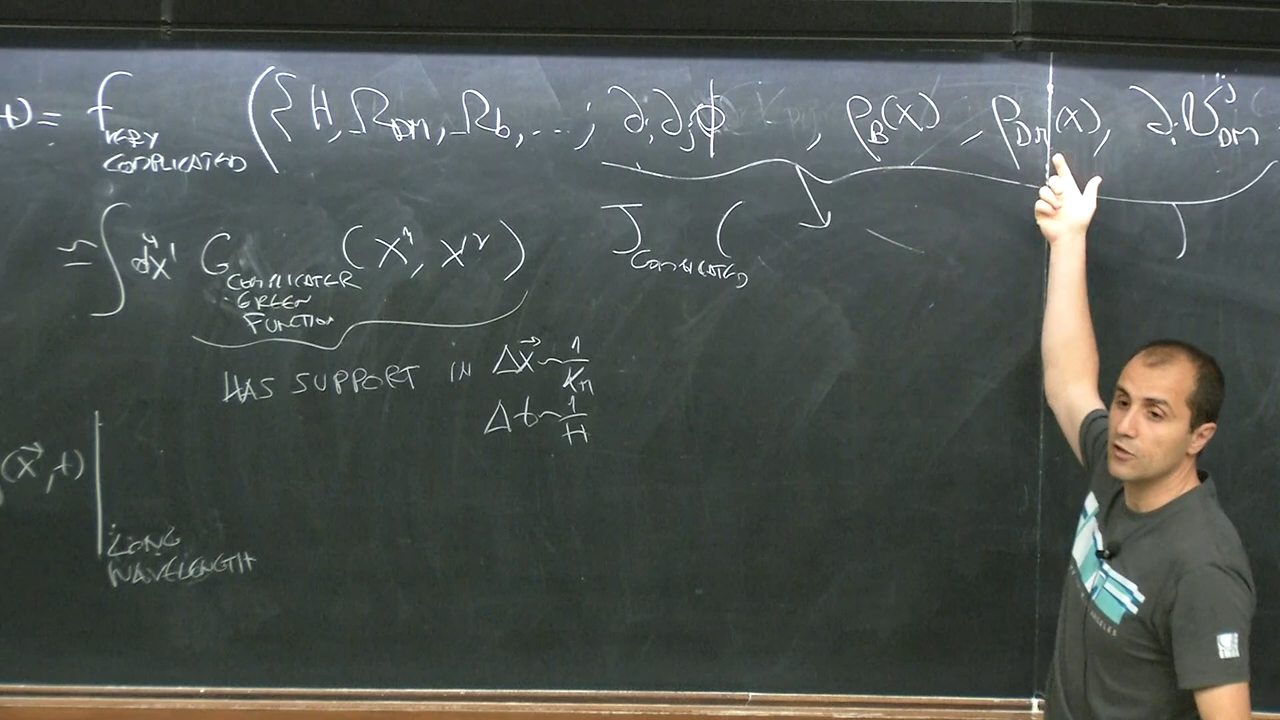 t) = f VERY COMPLICATED ({H, Ω_DM, Ω_b, ...; ∂_i ∂_j φ, ρ_B(x), ρ_DM(x), ∂_i v^j_DM
≃ ∫ d⁴x' G COMPLICATED GREEN FUNCTION (x^μ, x^ν) J COMPLICATED (
HAS SUPPORT IN Δx⃗ ~ 1/k_M
Δt ~ 1/H
(x⃗, t) | LONG WAVELENGTH